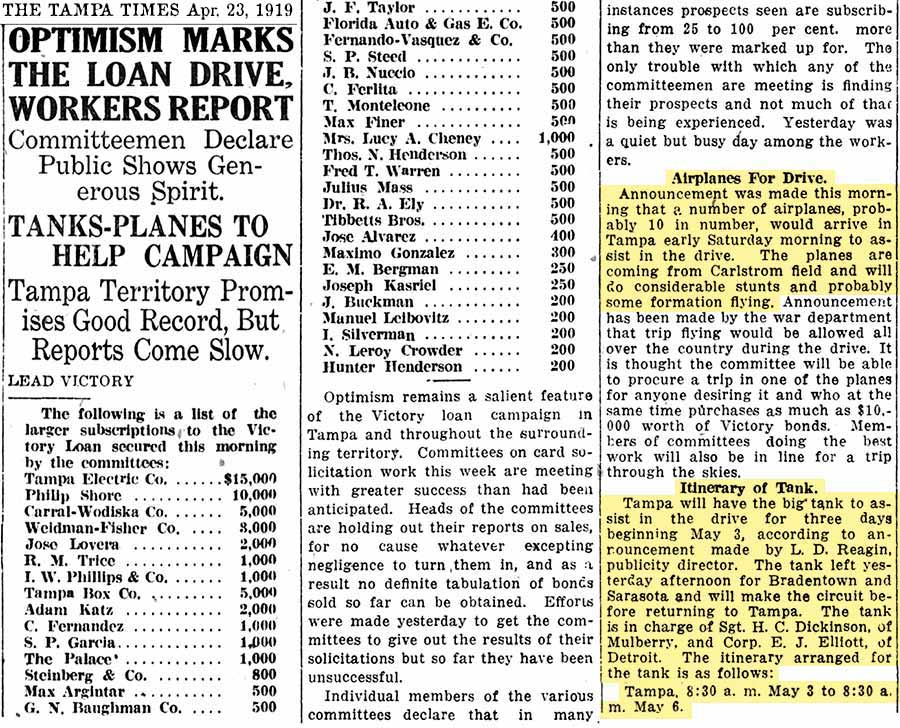 THE TAMPA TIMES Apr. 23, 1919
OPTIMISM MARKS
THE LOAN DRIVE,
WORKERS REPORT
Committeemen Declare
Public Shows Gen-
erous Spirit.
TANKS-PLANES TO
HELP CAMPAIGN
Tampa Territory Prom-
ises Good Record, But
Reports Come Slow.
LEAD VICTORY
The following is a list of the
larger subscriptions to the Vic-
tory Loan secured this morning
by the committees:
Tampa Electric Co. ......$15,000
Philip Shore ........... 10,000
Carral-Wodiska Co. ...... 5,000
Weidman-Fisher Co. .... 3,000
Jose Lovera ........... 2,000
R. M. Trice ........... 1,000
I. W. Phillips & Co. ..... 1,000
Tampa Box Co. ......... 5,000
Adam Katz ............ 2,000
C. Fernandez .......... 1,000
S. P. Garcia ........... 1,000
The Palace ............ 1,000
Steinberg & Co. ........ 800
Max Argintar .......... 500
G. N. Baughman Co. .... 500
J. F. Taylor ............ 500
Florida Auto & Gas E. Co. 500
Fernando-Vasquez & Co. 500
S. P. Steed ............ 500
J. B. Nuccio ........... 500
C. Ferlita ............. 500
T. Monteleone ......... 500
Max Finer ............ 500
Mrs. Lucy A. Cheney .... 1,000
Thos. N. Henderson ...... 500
Fred T. Warren ........ 500
Julius Mass ........... 500
Dr. R. A. Ely .......... 500
Tibbetts Bros. ......... 500
Jose Alvarez ........... 400
Maximo Gonzalez ....... 300
E. M. Bergman ......... 250
Joseph Kasriel ......... 250
J. Buckman ........... 200
Manuel Leibovitz ....... 200
I. Silverman ........... 200
N. Leroy Crowder ...... 200
Hunter Henderson ...... 200
Optimism remains a salient feature
of the Victory loan campaign in
Tampa and throughout the surround-
ing territory. Committees on card so-
licitation work this week are meeting
with greater success than had been
anticipated. Heads of the committees
are holding out their reports on sales,
for no cause whatever excepting
negligence to turn them in, and as a
result no definite tabulation of bonds
sold so far can be obtained. Efforts
were made yesterday to get the com-
mittees to give out the results of their
solicitations but so far they have been
unsuccessful.
Individual members of the various
committees declare that in many
instances prospects seen are subscrib-
ing from 25 to 100 per cent. more
than they were marked up for. The
only trouble with which any of the
committeemen are meeting is finding
their prospects and not much of that
is being experienced. Yesterday was
a quiet but busy day among the work-
ers.
Airplanes For Drive.
Announcement was made this morn-
ing that a number of airplanes, prob-
ably 10 in number, would arrive in
Tampa early Saturday morning to as-
sist in the drive. The planes are
coming from Carlstrom field and will
do considerable stunts and probably
some formation flying. Announcement
has been made by the war department
that trip flying would be allowed all
over the country during the drive. It
is thought the committee will be able
to procure a trip in one of the planes
for anyone desiring it and who at the
same time purchases as much as $10,-
000 worth of Victory bonds. Mem-
bers of committees doing the best
work will also be in line for a trip
through the skies.
Itinerary of Tank.
Tampa will have the big tank to as-
sist in the drive for three days
beginning May 3, according to an-
nouncement made by L. D. Reagin,
publicity director. The tank left yes-
terday afternoon for Bradentown and
Sarasota and will make the circuit be-
fore returning to Tampa. The tank
is in charge of Sgt. H. C. Dickinson, of
Mulberry, and Corp. E. J. Elliott, of
Detroit. The itinerary arranged for
the tank is as follows:
Tampa, 8:30 a. m. May 3 to 8:30 a.
m. May 6.